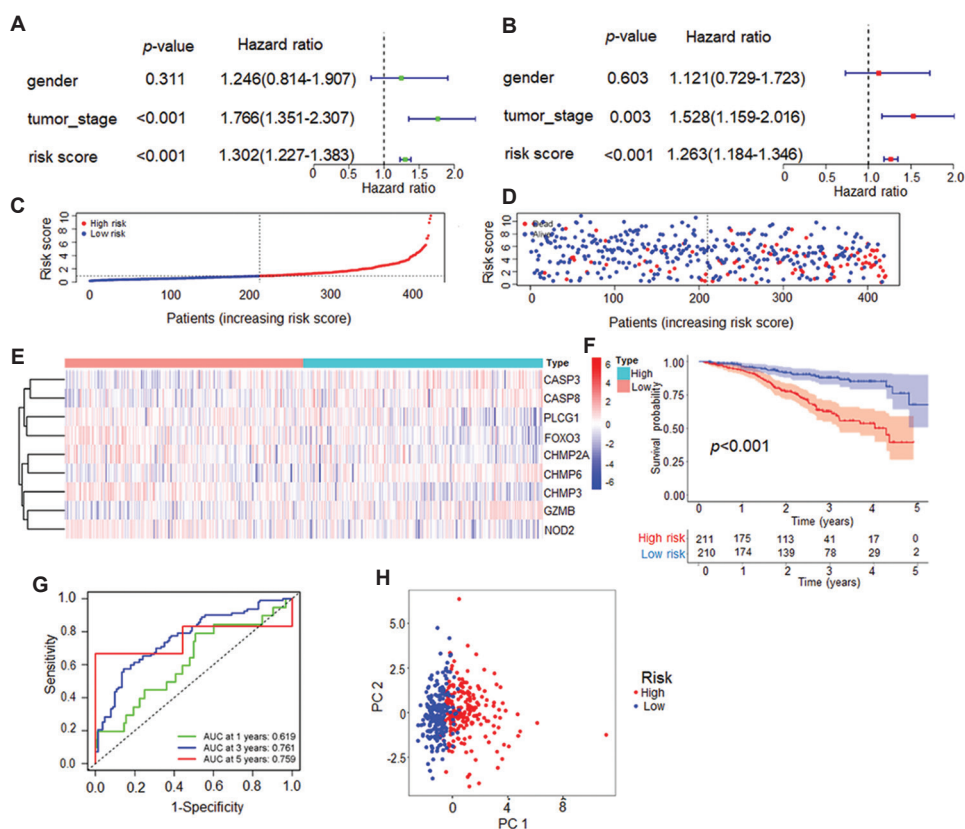 A
p-value Hazard ratio
gender 0.311 1.246(0.814-1.907)
tumor_stage <0.001 1.766(1.351-2.307)
risk score <0.001 1.302(1.227-1.383)
0.0 0.5 1.0 1.5 2.0
Hazard ratio
B
p-value Hazard ratio
gender 0.603 1.121(0.729-1.723)
tumor_stage 0.003 1.528(1.159-2.016)
risk score <0.001 1.263(1.184-1.346)
0.0 0.5 1.0 1.5 2.0
Hazard ratio
C
High risk
Low risk
Risk score
0 2 4 6 8 10
0 100 200 300 400
Patients (increasing risk score)
D
Dead
Alive
Risk score
0 2 4 6 8 10
0 100 200 300 400
Patients (increasing risk score)
E
Type
CASP3
CASP8
PLCG1
FOXO3
CHMP2A
CHMP6
CHMP3
GZMB
NOD2
6
4
2
0
-2
-4
-6
Type
High
Low
F
Survival probability
1.00
0.75
0.50
0.25
0.00
p<0.001
0 1 2 3 4 5
Time (years)
High risk 211 175 113 41 17 0
Low risk 210 174 139 78 29 2
0 1 2 3 4 5
Time (years)
G
Sensitivity
1.0
0.8
0.6
0.4
0.2
0.0
AUC at 1 years: 0.619
AUC at 3 years: 0.761
AUC at 5 years: 0.759
0.0 0.2 0.4 0.6 0.8 1.0
1-Specificity
H
PC 2
5.0
2.5
0
-2.5
0 4 8
PC 1
Risk
High
Low